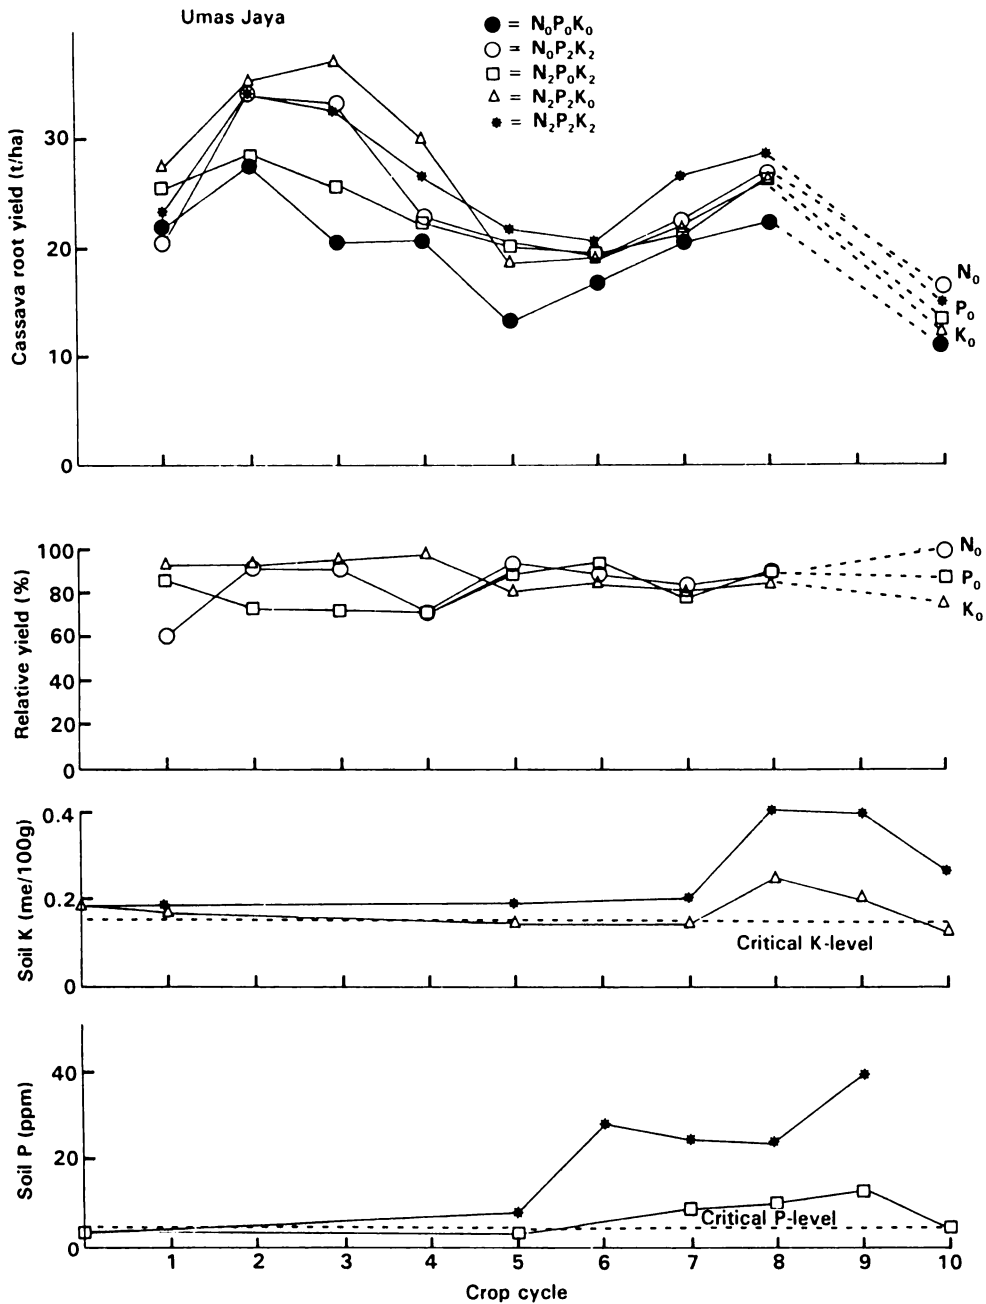 Umas Jaya
● = N₀P₀K₀
○ = N₀P₂K₂
□ = N₂P₀K₂
△ = N₂P₂K₀
✱ = N₂P₂K₂
Cassava root yield (t/ha)
30
20
10
0
N₀
P₀
K₀
Relative yield (%)
100
80
60
40
20
0
N₀
P₀
K₀
Soil K (me/100g)
0.4
0.2
0
Critical K-level
Soil P (ppm)
40
20
0
Critical P-level
1 2 3 4 5 6 7 8 9 10
Crop cycle